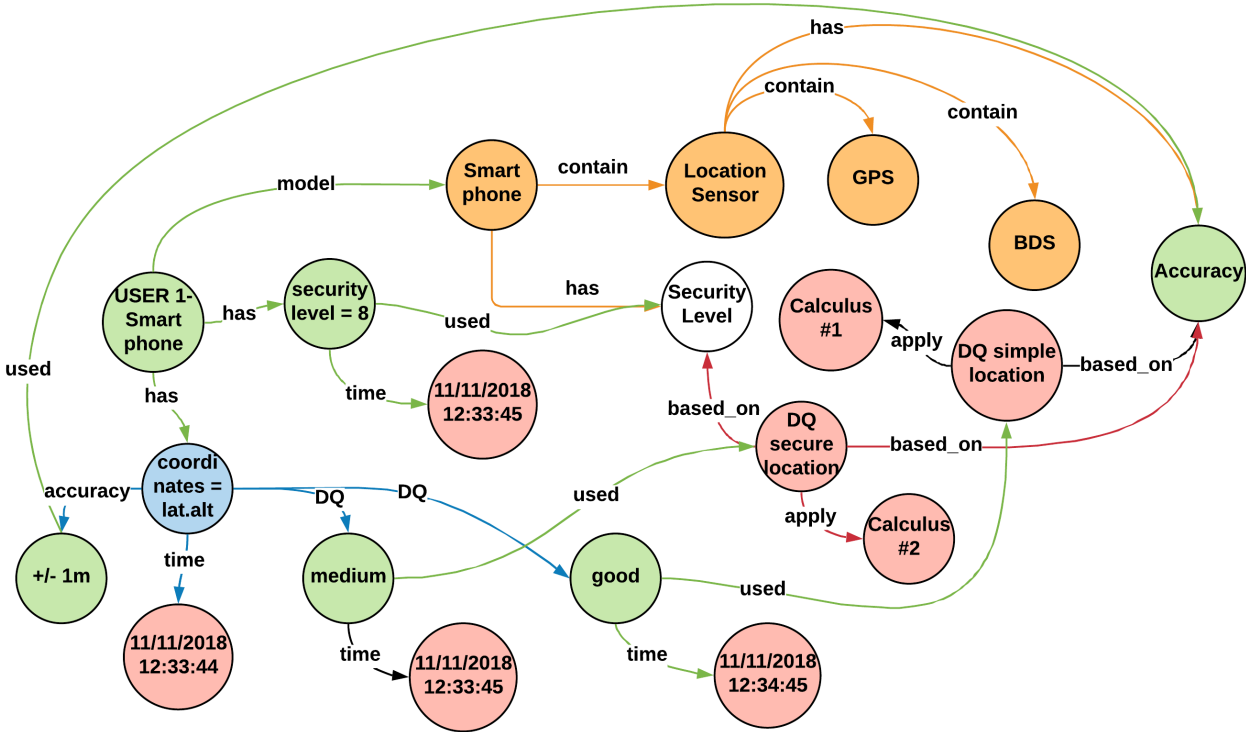 has
contain
contain
Smart
phone
contain
Location
Sensor
GPS
model
BDS
Accuracy
USER 1-
Smart
phone
has
security
level = 8
used
has
Security
Level
Calculus
#1
apply
DQ simple
location
based_on
used
has
time
11/11/2018
12:33:45
based_on
DQ
secure
location
based_on
coordi
nates =
lat.alt
accuracy
DQ
DQ
used
apply
Calculus
#2
time
+/- 1m
medium
good
used
11/11/2018
12:33:44
time
11/11/2018
12:33:45
time
11/11/2018
12:34:45